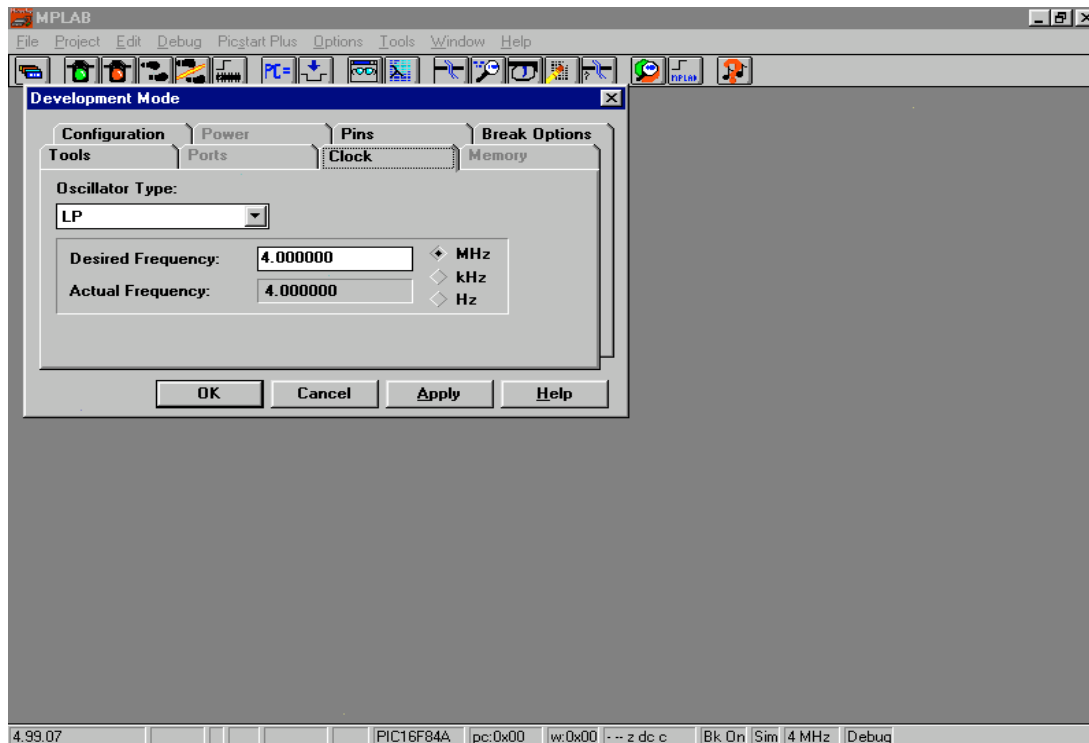 MPLAB
File Project Edit Debug Picstart Plus Options Tools Window Help
PC=
MPLAB
Development Mode
Configuration Power Pins Break Options
Tools Ports Clock Memory
Oscillator Type:
LP
Desired Frequency: 4.000000 MHz
kHz
Actual Frequency: 4.000000
Hz
OK Cancel Apply Help
4.99.07 PIC16F84A pc:0x00 w:0x00 - -- z dc c Bk On Sim 4 MHz Debug